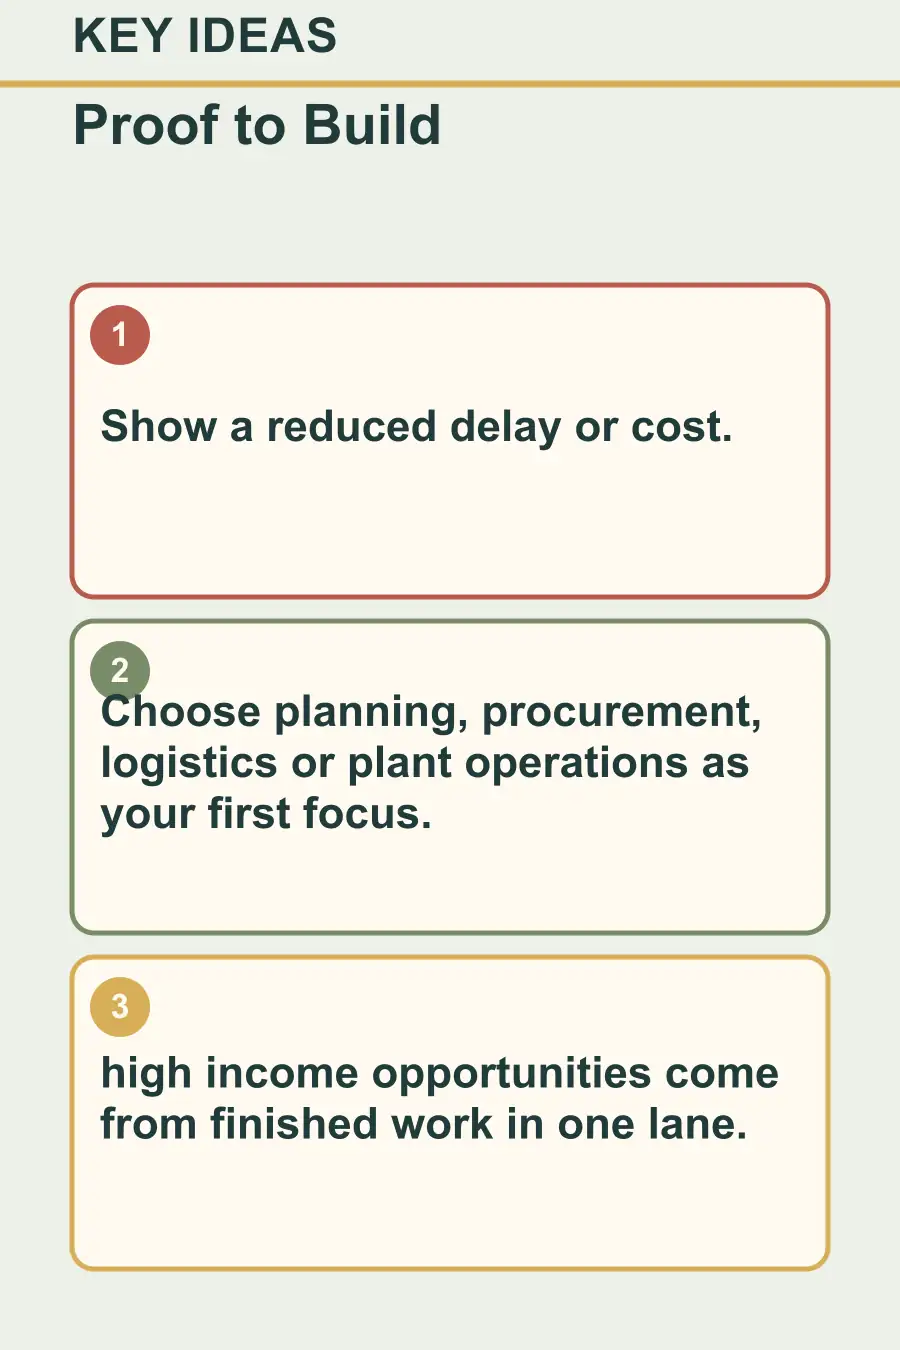 KEY IDEAS
Proof to Build
1
Show a reduced delay or cost.
2
Choose planning, procurement,
logistics or plant operations as
your first focus.
3
high income opportunities come
from finished work in one lane.